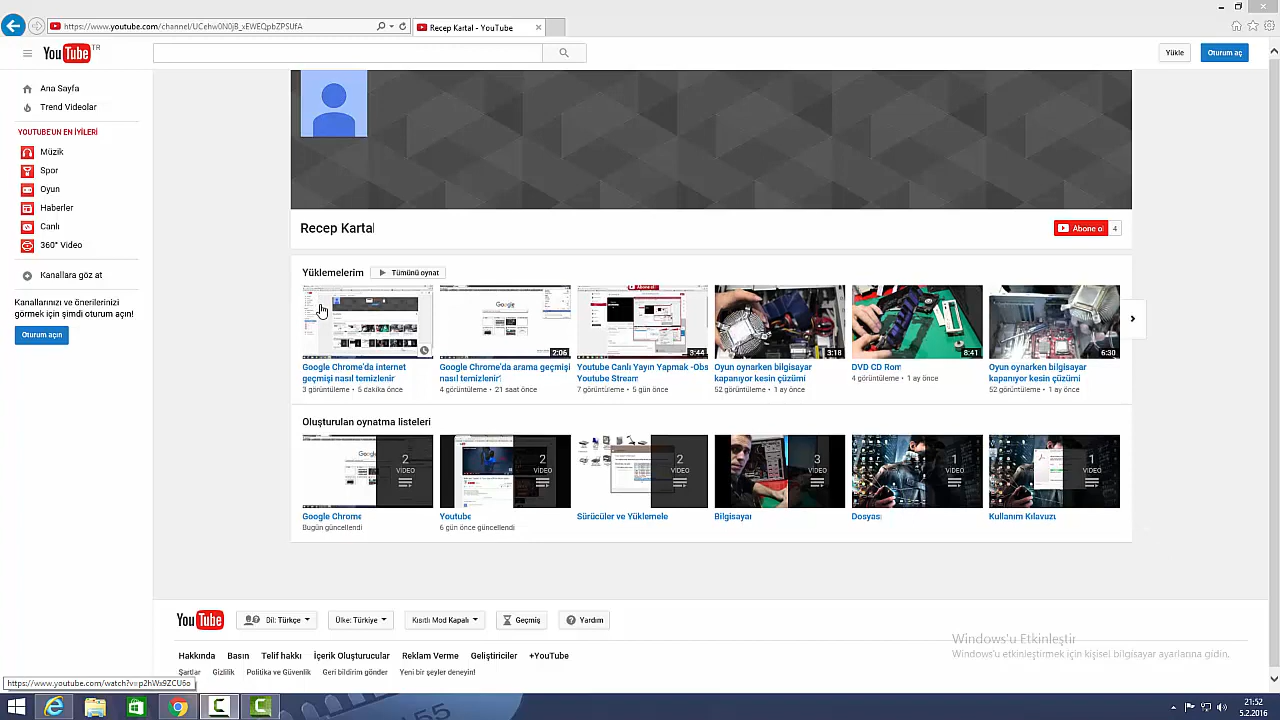 https://www.youtube.com/channel/UCehw0N0jB_xEWEQpbZPSUfA
Recep Kartal - YouTube
YouTube TR
Yükle
Oturum aç
Ana Sayfa
Trend Videolar
YOUTUBE'UN EN İYİLERİ
Müzik
Spor
Oyun
Haberler
Canlı
360° Video
Kanallara göz at
Kanallarınızı ve önerilerinizi
görmek için şimdi oturum açın!
Oturum açın
Recep Kartal
Abone ol 4
Yüklemelerim
Tümünü oynat
2:06
3:44
3:18
8:41
6:30
Google Chrome'da internet
geçmişi nasıl temizlenir
3 görüntüleme • 5 dakika önce
Google Chrome'da arama geçmişi
nasıl temizlenir
4 görüntüleme • 21 saat önce
Youtube Canlı Yayın Yapmak -Obs
Youtube Stream
7 görüntüleme • 5 gün önce
Oyun oynarken bilgisayar
kapanıyor kesin çözümü
52 görüntüleme • 1 ay önce
DVD CD Rom
4 görüntüleme • 1 ay önce
Oyun oynarken bilgisayar
kapanıyor kesin çözümü
52 görüntüleme • 1 ay önce
Oluşturulan oynatma listeleri
2 VİDEO
2 VİDEO
2 VİDEO
3 VİDEO
1 VİDEO
1 VİDEO
Google Chrome
Bugün güncellendi
Youtube
6 gün önce güncellendi
Sürücüler ve Yüklemele
Bilgisayar
Dosyası
Kullanım Kılavuzu
YouTube
Dil: Türkçe
Ülke: Türkiye
Kısıtlı Mod Kapalı
Geçmiş
Yardım
Hakkında Basın Telif hakkı İçerik Oluşturucular Reklam Verme Geliştiriciler +YouTube
Şartlar Gizlilik Politika ve Güvenlik Geri bildirim gönder Yeni bir şeyler deneyin!
Windows'u Etkinleştir
Windows'u etkinleştirmek için kişisel bilgisayar ayarlarına gidin.
https://www.youtube.com/watch?v=p2hWx9ZCU6o
21:52
5.2.2016